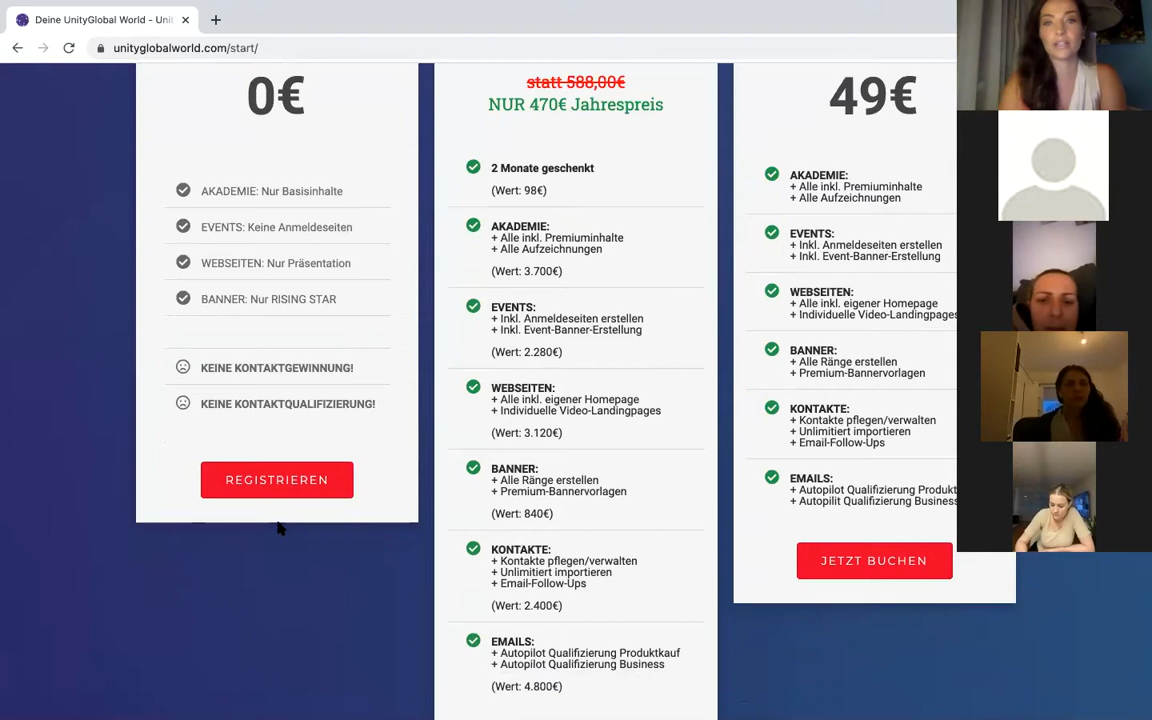 Deine UnityGlobal World - Unit
unityglobalworld.com/start/
0€
AKADEMIE: Nur Basisinhalte
EVENTS: Keine Anmeldeseiten
WEBSEITEN: Nur Präsentation
BANNER: Nur RISING STAR
KEINE KONTAKTGEWINNUNG!
KEINE KONTAKTQUALIFIZIERUNG!
REGISTRIEREN
statt 588,00€
NUR 470€ Jahrespreis
2 Monate geschenkt
(Wert: 98€)
AKADEMIE:
+ Alle inkl. Premiuminhalte
+ Alle Aufzeichnungen
(Wert: 3.700€)
EVENTS:
+ Inkl. Anmeldeseiten erstellen
+ Inkl. Event-Banner-Erstellung
(Wert: 2.280€)
WEBSEITEN:
+ Alle inkl. eigener Homepage
+ Individuelle Video-Landingpages
(Wert: 3.120€)
BANNER:
+ Alle Ränge erstellen
+ Premium-Bannervorlagen
(Wert: 840€)
KONTAKTE:
+ Kontakte pflegen/verwalten
+ Unlimitiert importieren
+ Email-Follow-Ups
(Wert: 2.400€)
EMAILS:
+ Autopilot Qualifizierung Produktkauf
+ Autopilot Qualifizierung Business
(Wert: 4.800€)
49€
AKADEMIE:
+ Alle inkl. Premiuminhalte
+ Alle Aufzeichnungen
EVENTS:
+ Inkl. Anmeldeseiten erstellen
+ Inkl. Event-Banner-Erstellung
WEBSEITEN:
+ Alle inkl. eigener Homepage
+ Individuelle Video-Landingpages
BANNER:
+ Alle Ränge erstellen
+ Premium-Bannervorlagen
KONTAKTE:
+ Kontakte pflegen/verwalten
+ Unlimitiert importieren
+ Email-Follow-Ups
EMAILS:
+ Autopilot Qualifizierung Produkt
+ Autopilit Qualifizierung Business
JETZT BUCHEN